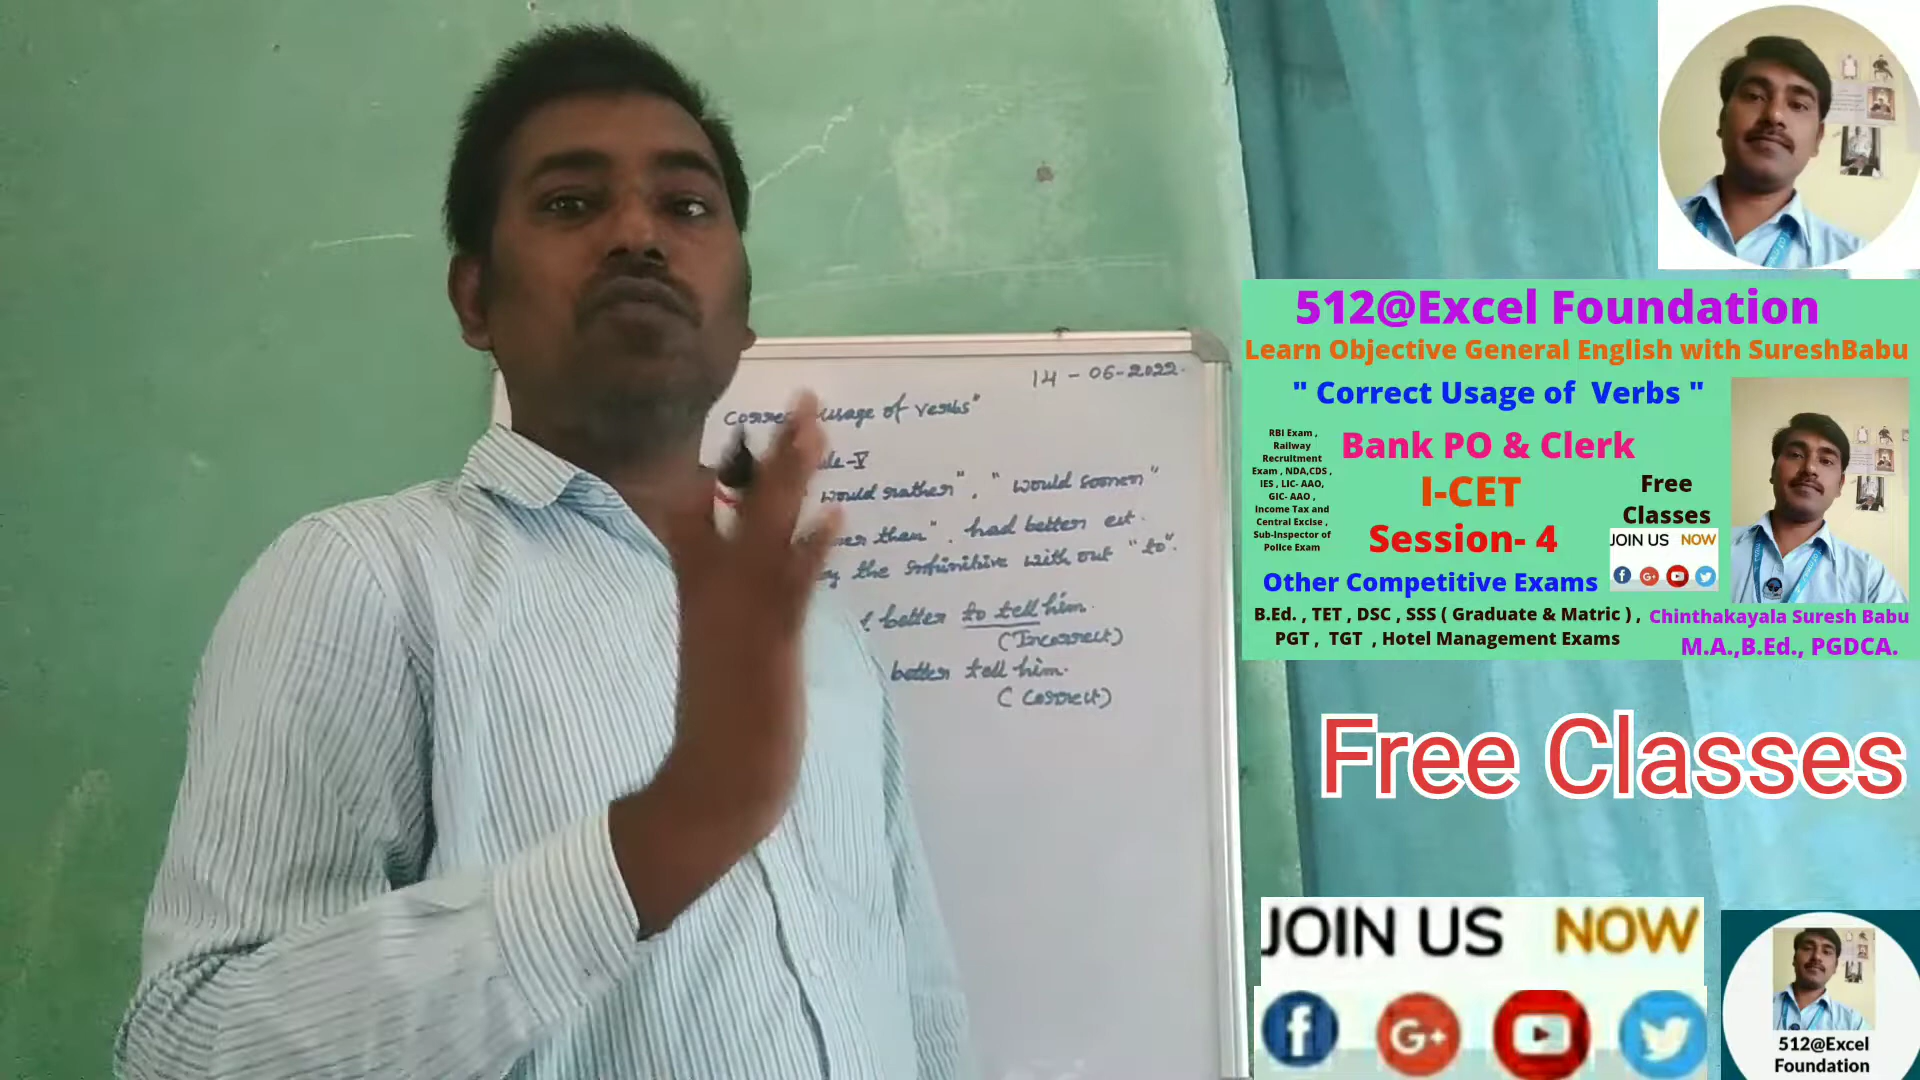 14-06-2022.
usage of verbs"
-V
would rather", "would sooner"
than". had better ect.
the infinitive with out "to".
better to tell him.
(Incorrect)
better tell him.
(Correct)
512@Excel Foundation
Learn Objective General English with SureshBabu
" Correct Usage of Verbs "
RBI Exam ,
Railway
Recruitment
Exam , NDA,CDS ,
IES , LIC- AAO,
GIC- AAO ,
Income Tax and
Central Excise ,
Sub-Inspector of
Police Exam
Bank PO & Clerk
I-CET
Session- 4
Free
Classes
JOIN US NOW
Other Competitive Exams
B.Ed. , TET , DSC , SSS ( Graduate & Matric ) ,
PGT , TGT , Hotel Management Exams
Chinthakayala Suresh Babu
M.A.,B.Ed., PGDCA.
Free Classes
JOIN US NOW
f G+
512@Excel
Foundation